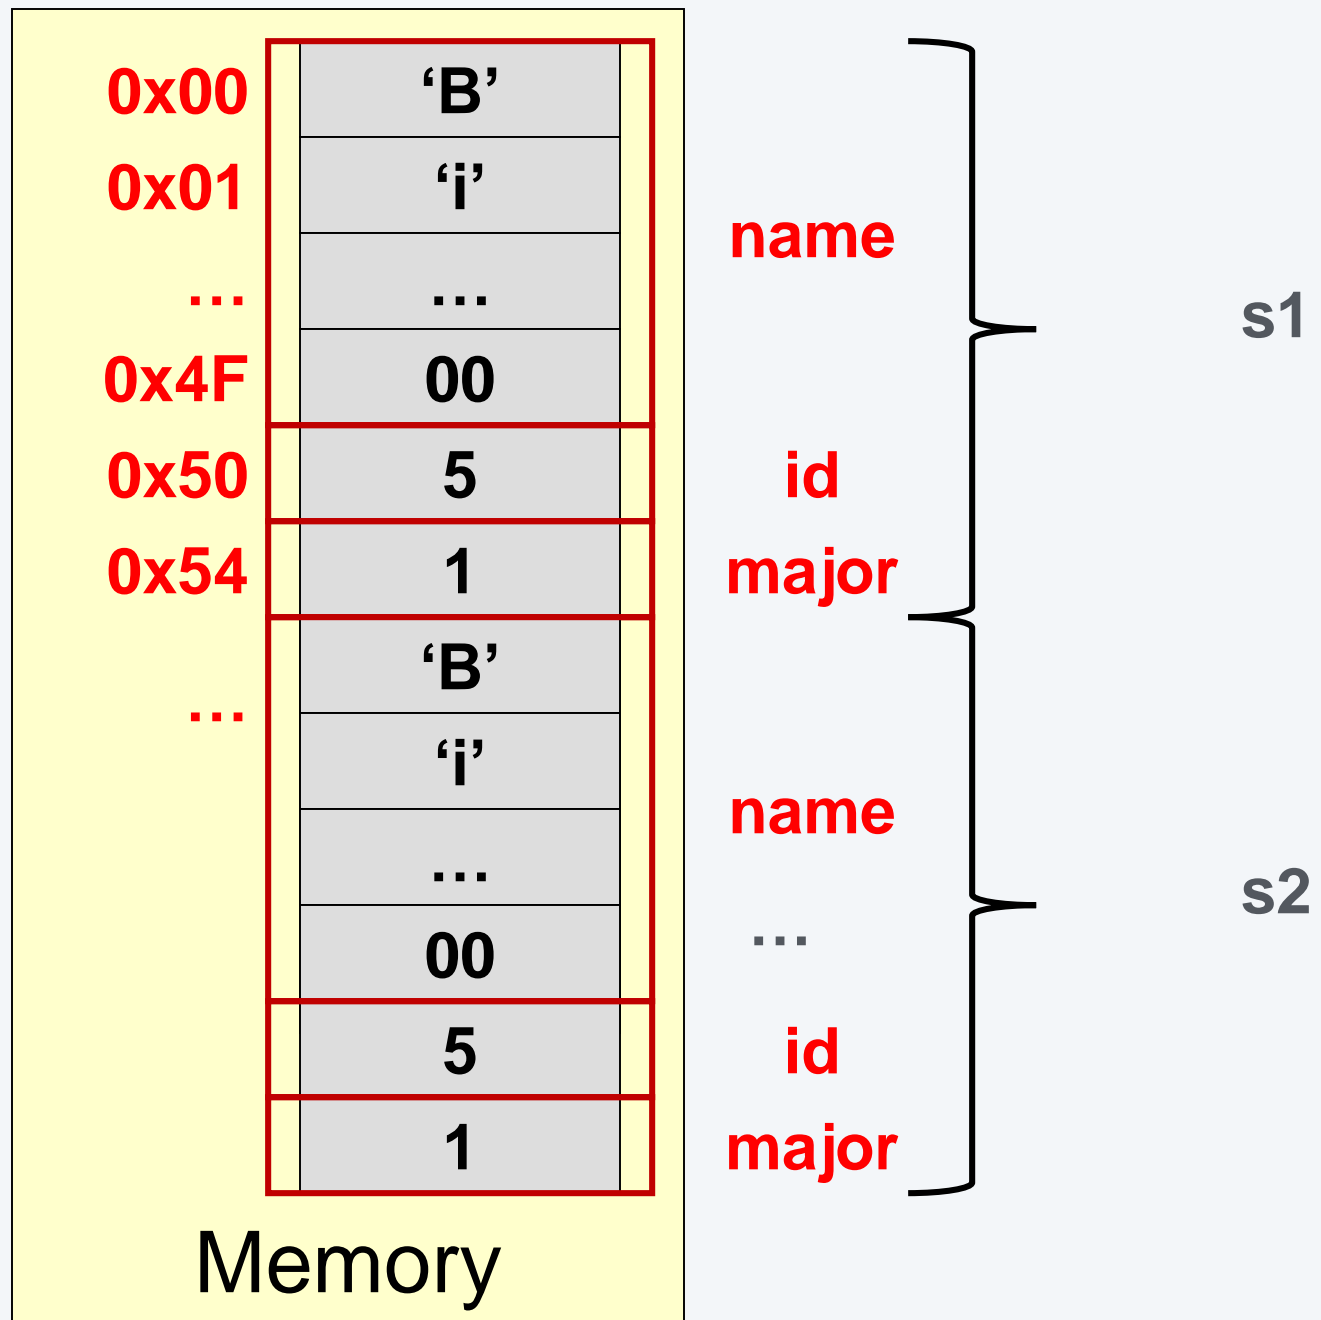 0x00 ‘B’
0x01 ‘i’
name
… …
s1
0x4F 00
0x50 5 id
0x54 1 major
‘B’
…
‘i’
name
…
s2
00 …
5 id
1 major
Memory